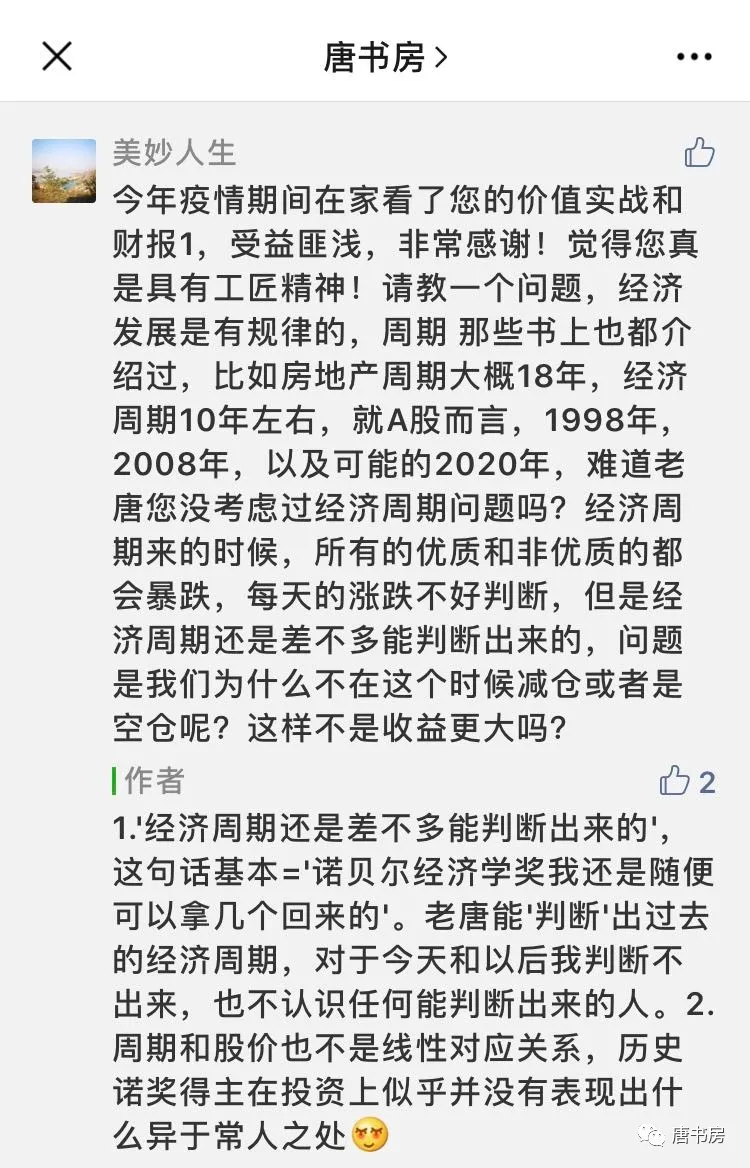 唐书房
美妙人生
今年疫情期间在家看了您的价值实战和
财报1，受益匪浅，非常感谢！觉得您真
是具有工匠精神！请教一个问题，经济
发展是有规律的，周期 那些书上也都介
绍过，比如房地产周期大概18年，经济
周期10年左右，就A股而言，1998年，
2008年，以及可能的2020年，难道老
唐您没考虑过经济周期问题吗？经济周
期来的时候，所有的优质和非优质的都
会暴跌，每天的涨跌不好判断，但是经
济周期还是差不多能判断出来的，问题
是我们为什么不在这个时候减仓或者是
空仓呢？这样不是收益更大吗？
作者
2
1.'经济周期还是差不多能判断出来的'，
这句话基本='诺贝尔经济学奖我还是随便
可以拿几个回来的'。老唐能'判断'出过去
的经济周期，对于今天和以后我判断不
出来，也不认识任何能判断出来的人。2.
周期和股价也不是线性对应关系，历史
诺奖得主在投资上似乎并没有表现出什
么异于常人之处
唐书房